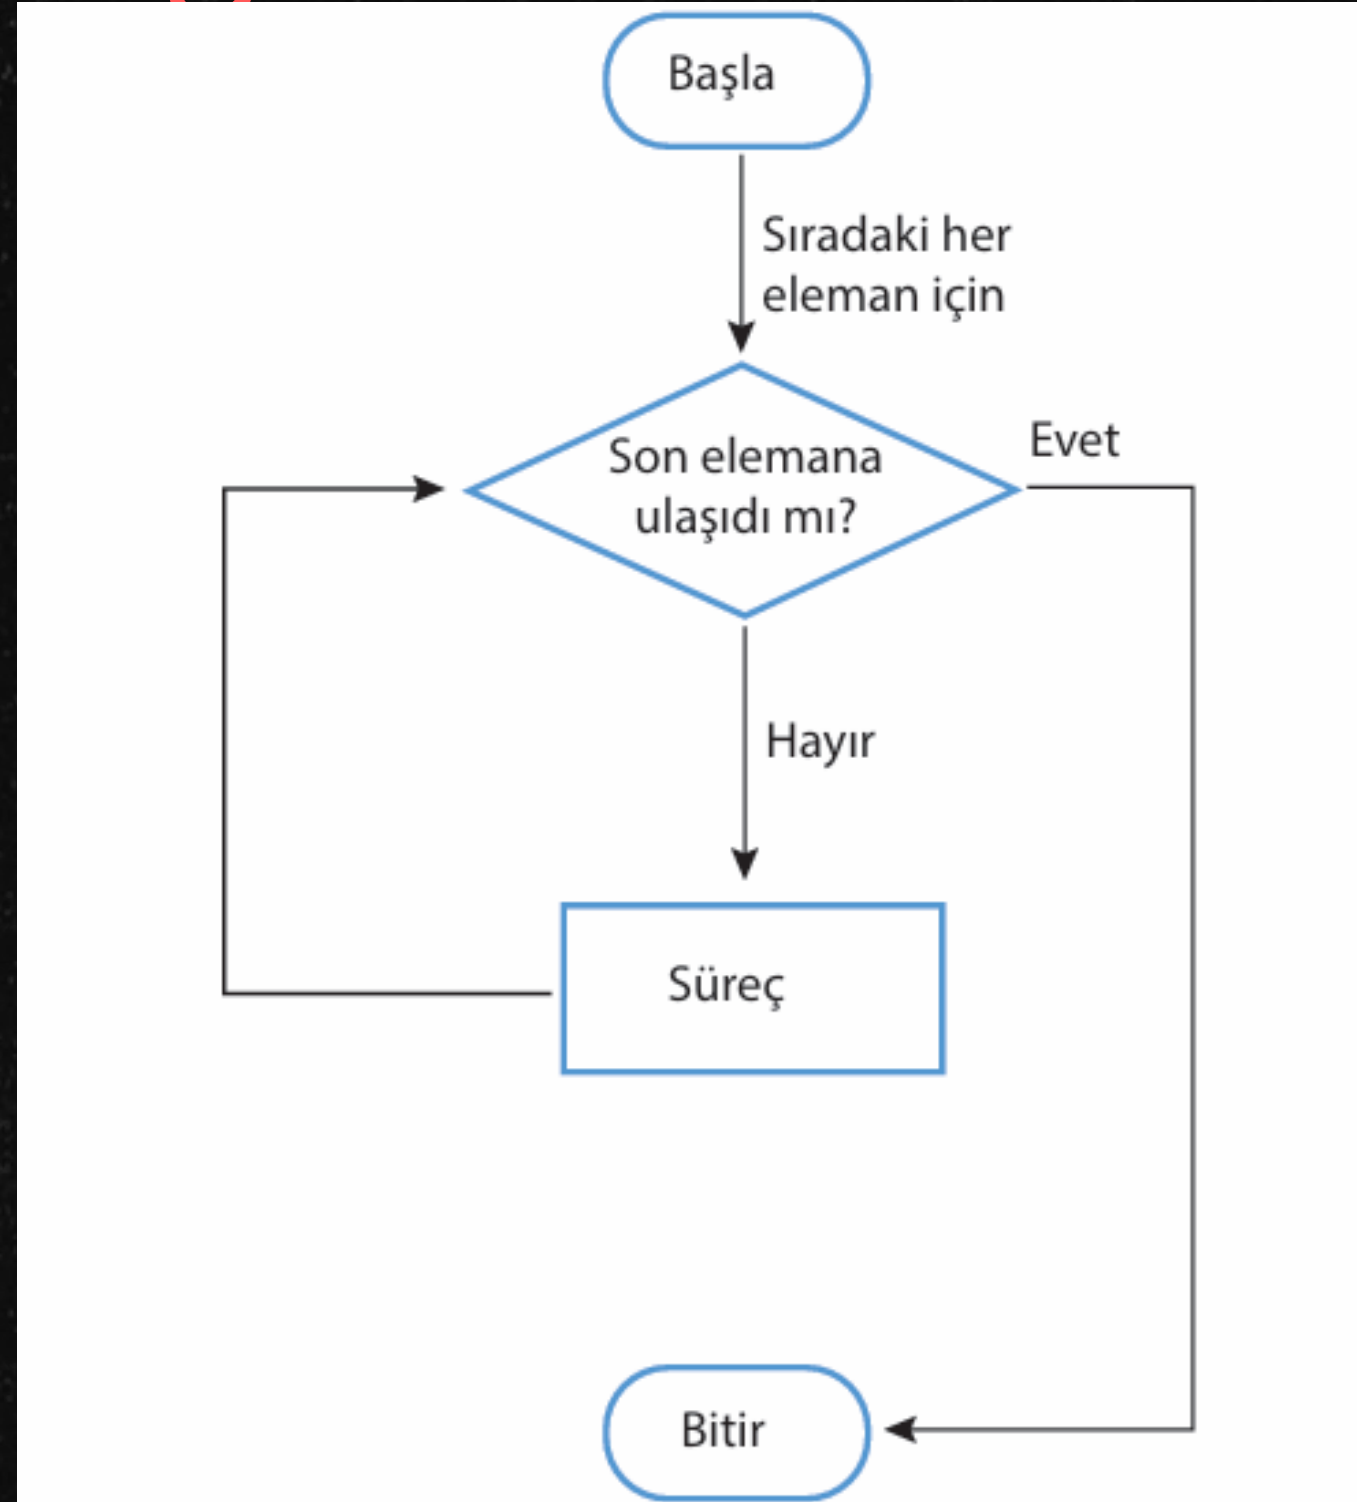 Başla
Sıradaki her
eleman için
Son elemana
ulaşıdı mı?
Evet
Hayır
Süreç
Bitir